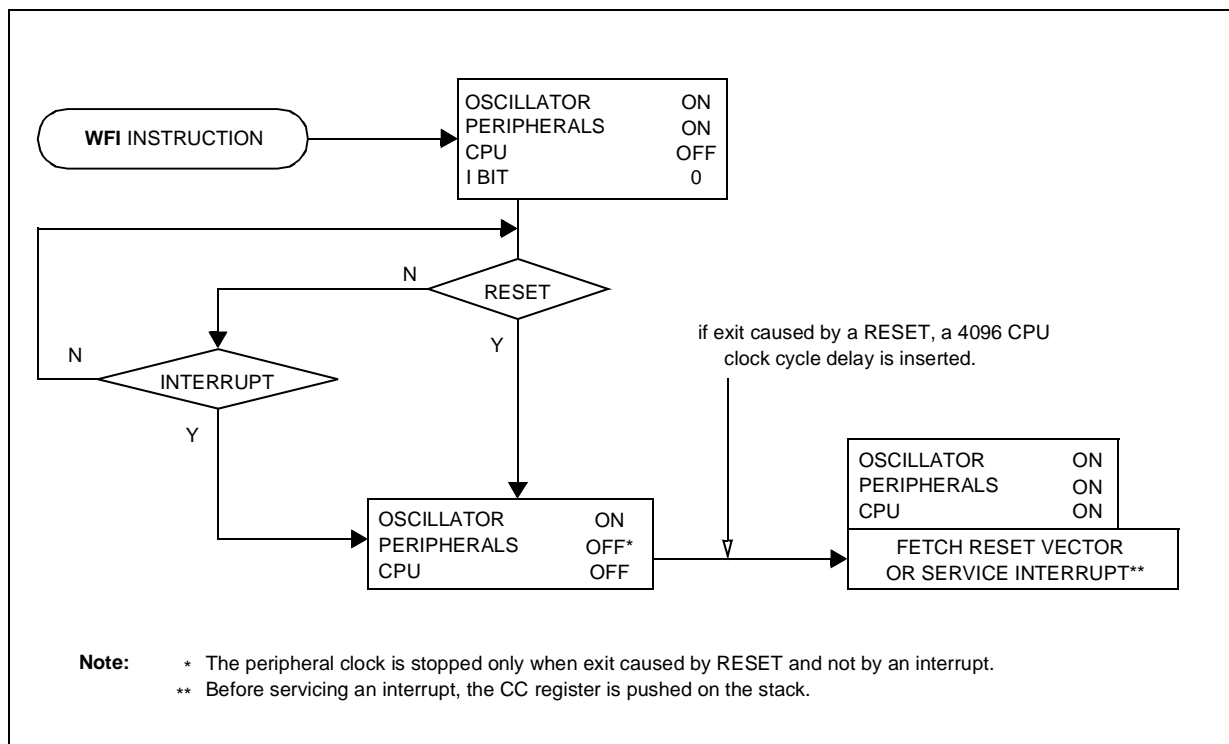 WFI INSTRUCTION
OSCILLATOR ON
PERIPHERALS ON
CPU OFF
I BIT 0
N
RESET
Y
N
INTERRUPT
Y
if exit caused by a RESET, a 4096 CPU
clock cycle delay is inserted.
OSCILLATOR ON
PERIPHERALS OFF*
CPU OFF
OSCILLATOR ON
PERIPHERALS ON
CPU ON
FETCH RESET VECTOR
OR SERVICE INTERRUPT**
Note: * The peripheral clock is stopped only when exit caused by RESET and not by an interrupt.
** Before servicing an interrupt, the CC register is pushed on the stack.